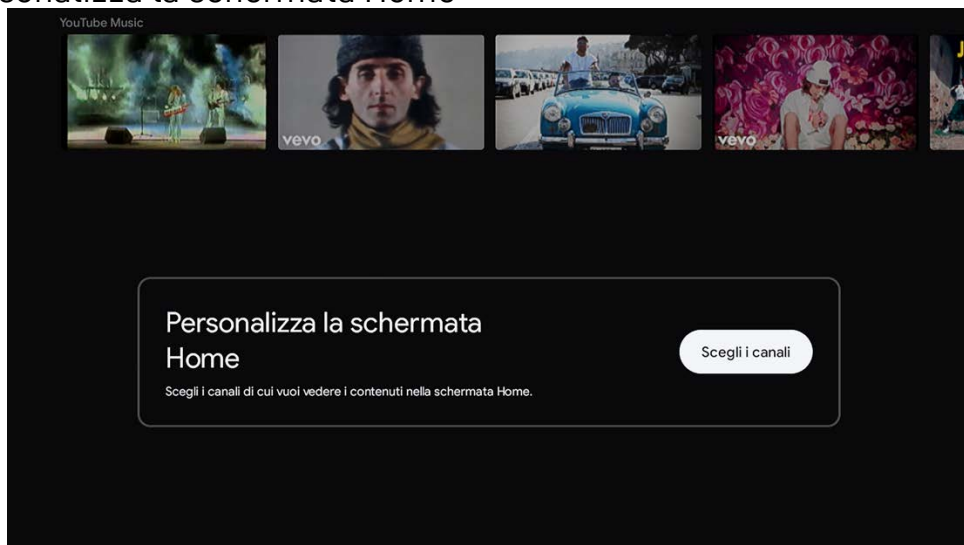 YouTube Music
vevo
vevo
Personalizza la schermata
Home
Scegli i canali
Scegli i canali di cui vuoi vedere i contenuti nella schermata Home.